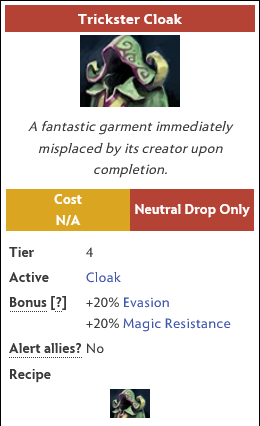 Trickster Cloak
A fantastic garment immediately
misplaced by its creator upon
completion.
Cost
N/A
Neutral Drop Only
Tier 4
Active Cloak
Bonus [?] +20% Evasion
+20% Magic Resistance
Alert allies? No
Recipe